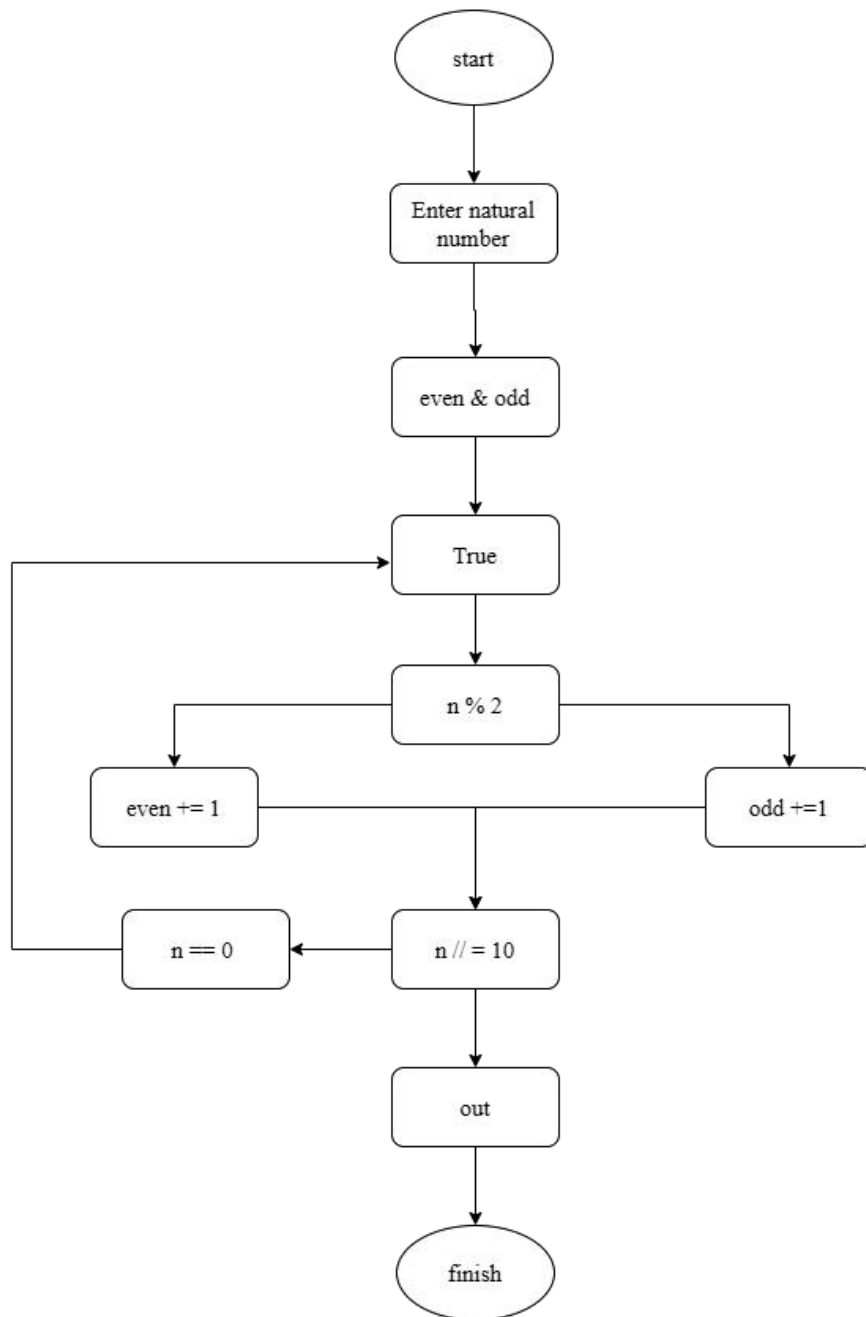 start
Enter natural
number
even & odd
True
n % 2
even += 1
odd +=1
n == 0
n // = 10
out
finish